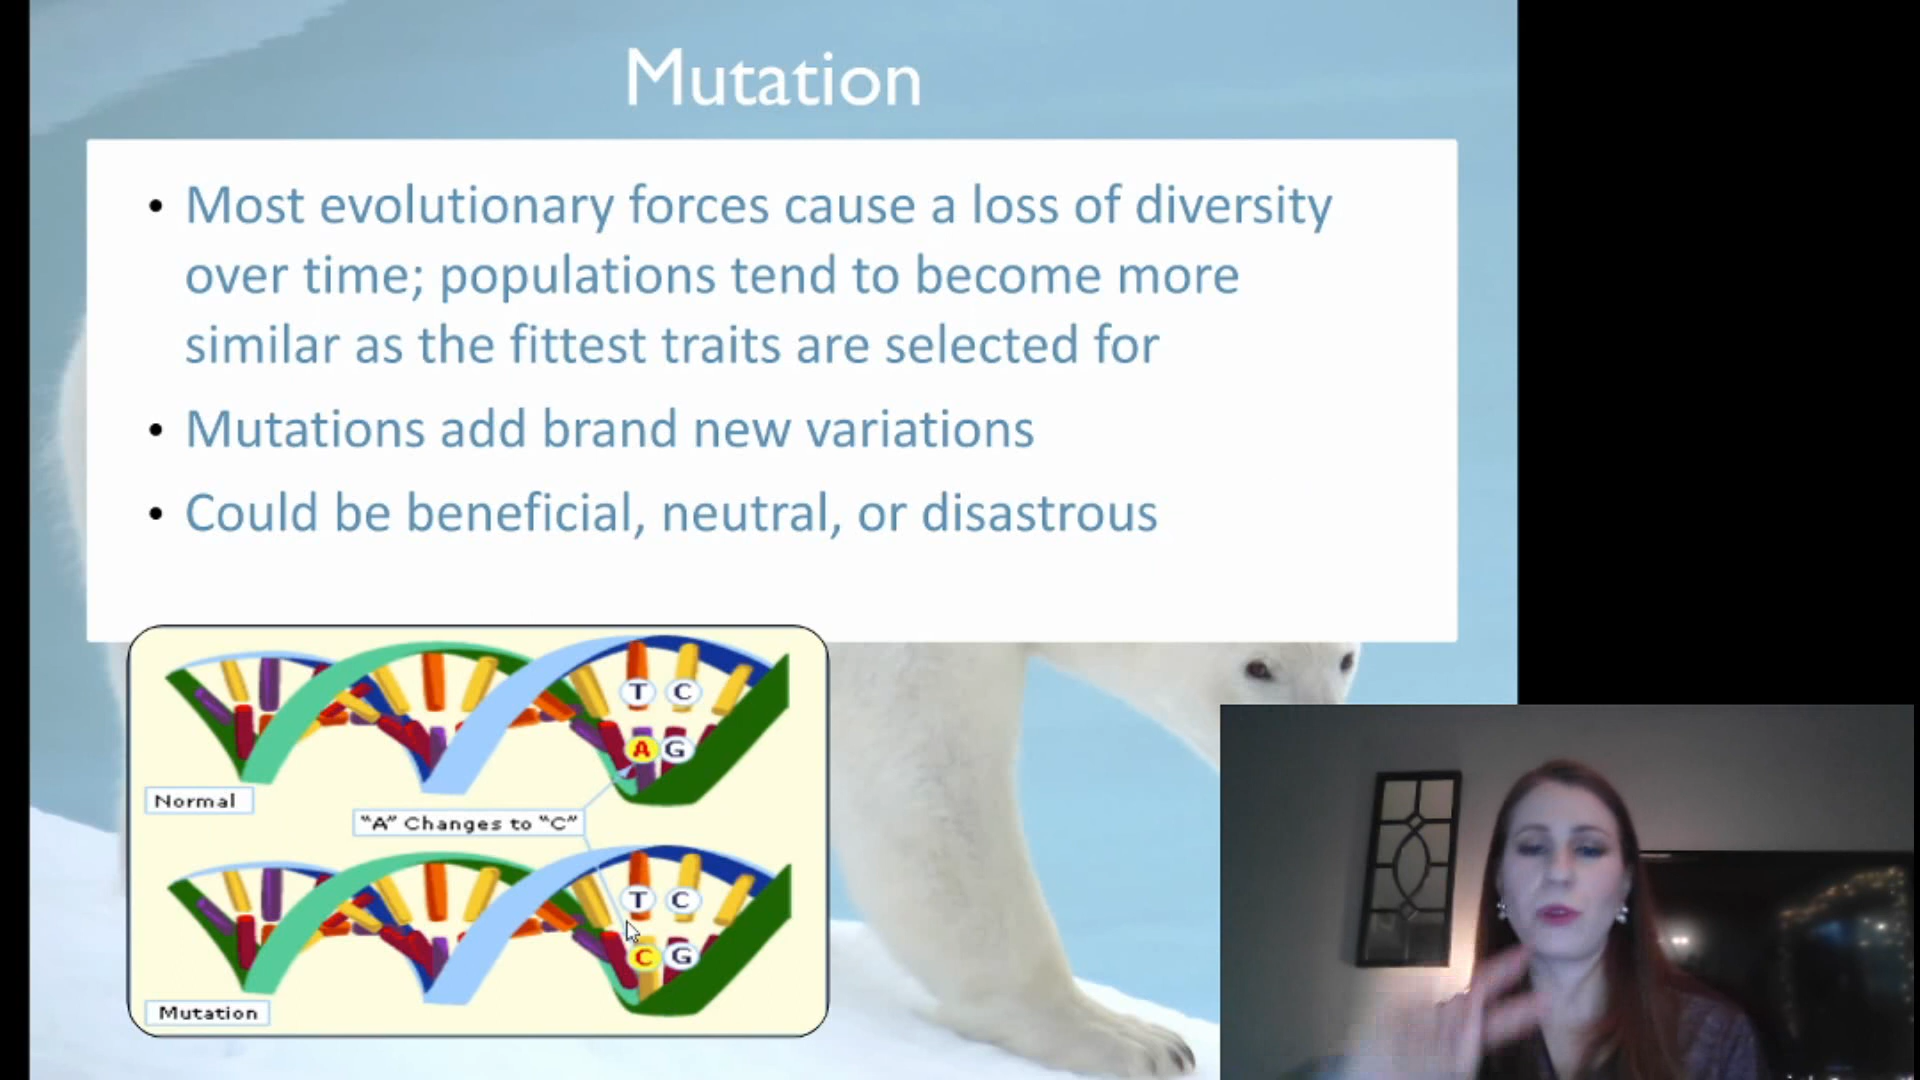 Mutation
• Most evolutionary forces cause a loss of diversity
over time; populations tend to become more
similar as the fittest traits are selected for
• Mutations add brand new variations
• Could be beneficial, neutral, or disastrous
T C
A G
Normal
"A" Changes to "C"
T C
C G
Mutation